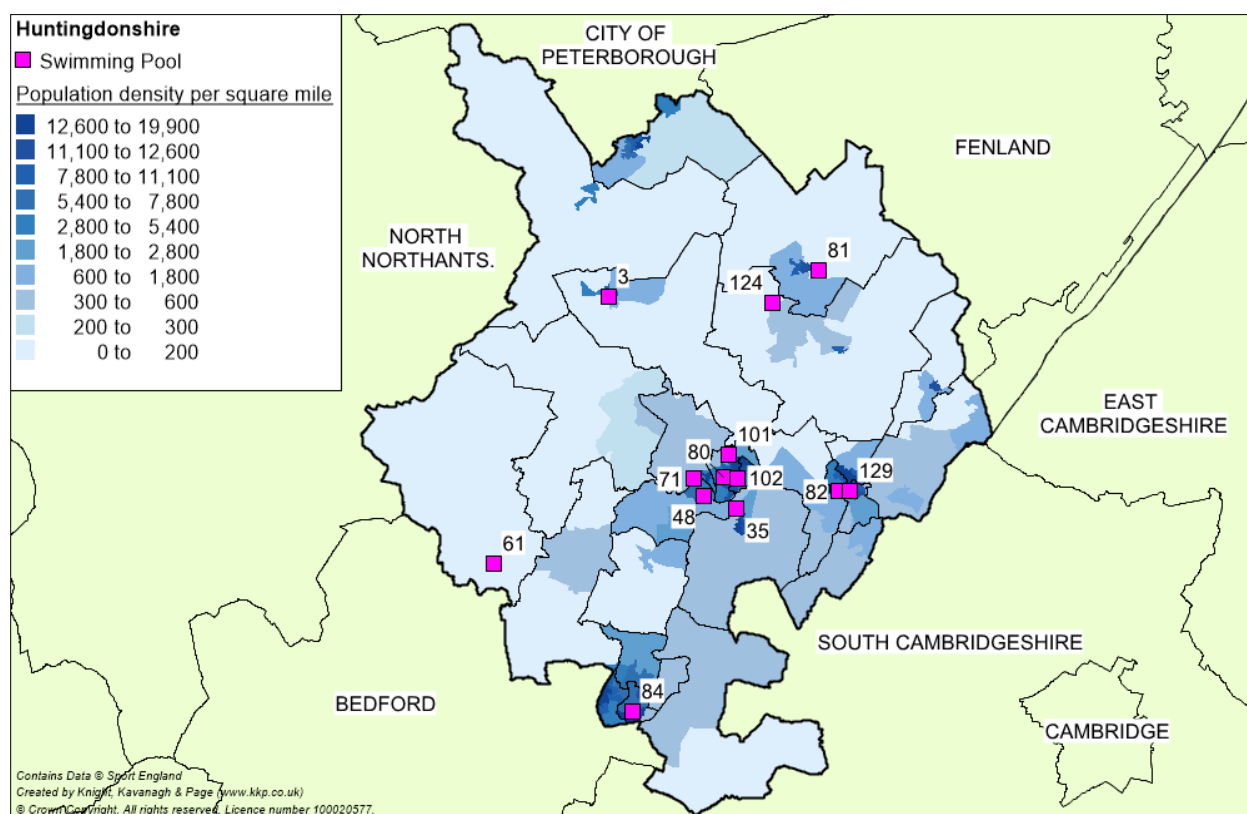 Huntingdonshire
Swimming Pool
Population density per square mile
12,600 to 19,900
11,100 to 12,600
7,800 to 11,100
5,400 to 7,800
2,800 to 5,400
1,800 to 2,800
600 to 1,800
300 to 600
200 to 300
0 to 200
CITY OF
PETERBOROUGH
FENLAND
NORTH
NORTHANTS.
81
3
124
EAST
CAMBRIDGESHIRE
101
80
71
102
129
82
48
35
61
SOUTH CAMBRIDGESHIRE
84
BEDFORD
CAMBRIDGE
Contains Data © Sport England
Created by Knight, Kavanagh & Page (www.kkp.co.uk)
© Crown Copyright. All rights reserved. Licence number 100020577.